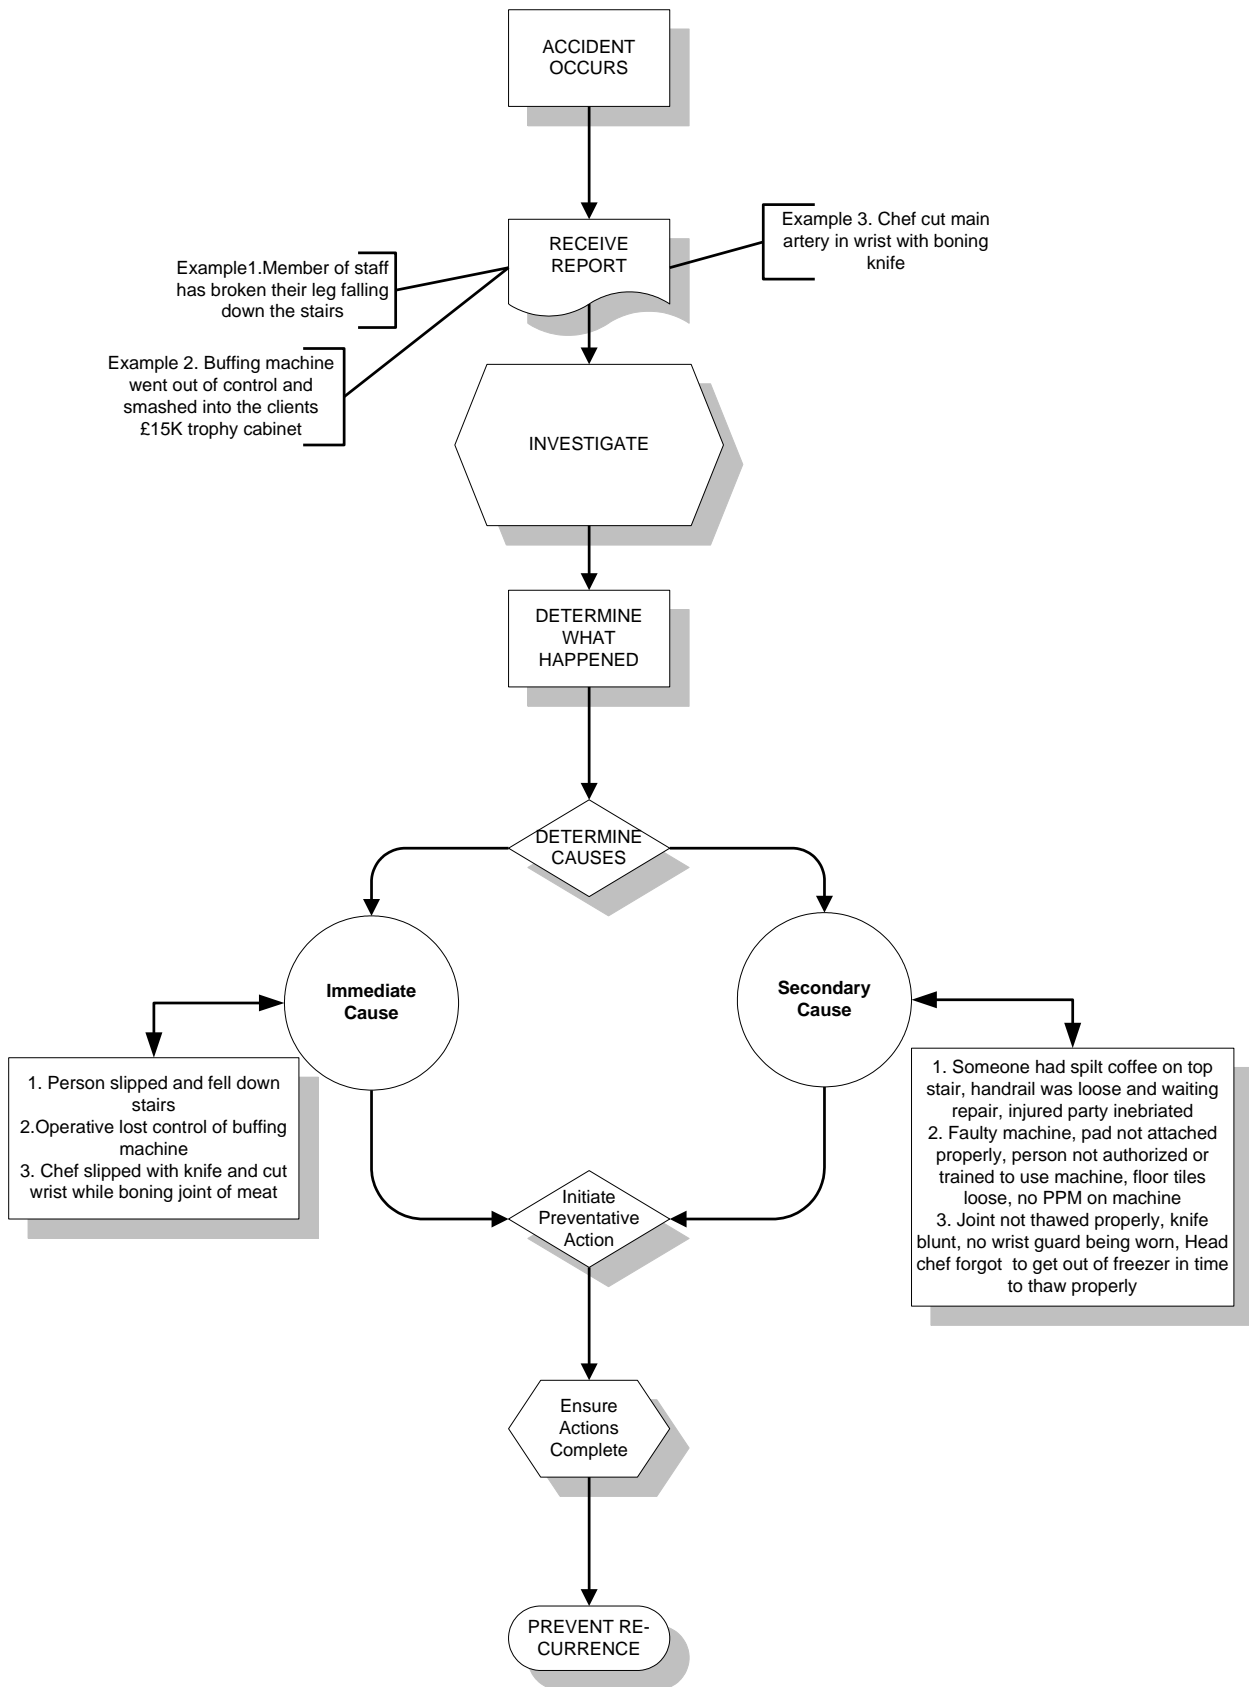 ACCIDENT
OCCURS
RECEIVE
REPORT
Example 3. Chef cut main
artery in wrist with boning
knife
Example1.Member of staff
has broken their leg falling
down the stairs
Example 2. Buffing machine
went out of control and
smashed into the clients
£15K trophy cabinet
INVESTIGATE
DETERMINE
WHAT
HAPPENED
DETERMINE
CAUSES
Immediate
Cause
Secondary
Cause
1. Person slipped and fell down
stairs
2.Operative lost control of buffing
machine
3. Chef slipped with knife and cut
wrist while boning joint of meat
1. Someone had spilt coffee on top
stair, handrail was loose and waiting
repair, injured party inebriated
2. Faulty machine, pad not attached
properly, person not authorized or
trained to use machine, floor tiles
loose, no PPM on machine
3. Joint not thawed properly, knife
blunt, no wrist guard being worn, Head
chef forgot  to get out of freezer in time
to thaw properly
Initiate
Preventative
Action
Ensure
Actions
Complete
PREVENT RE-
CURRENCE